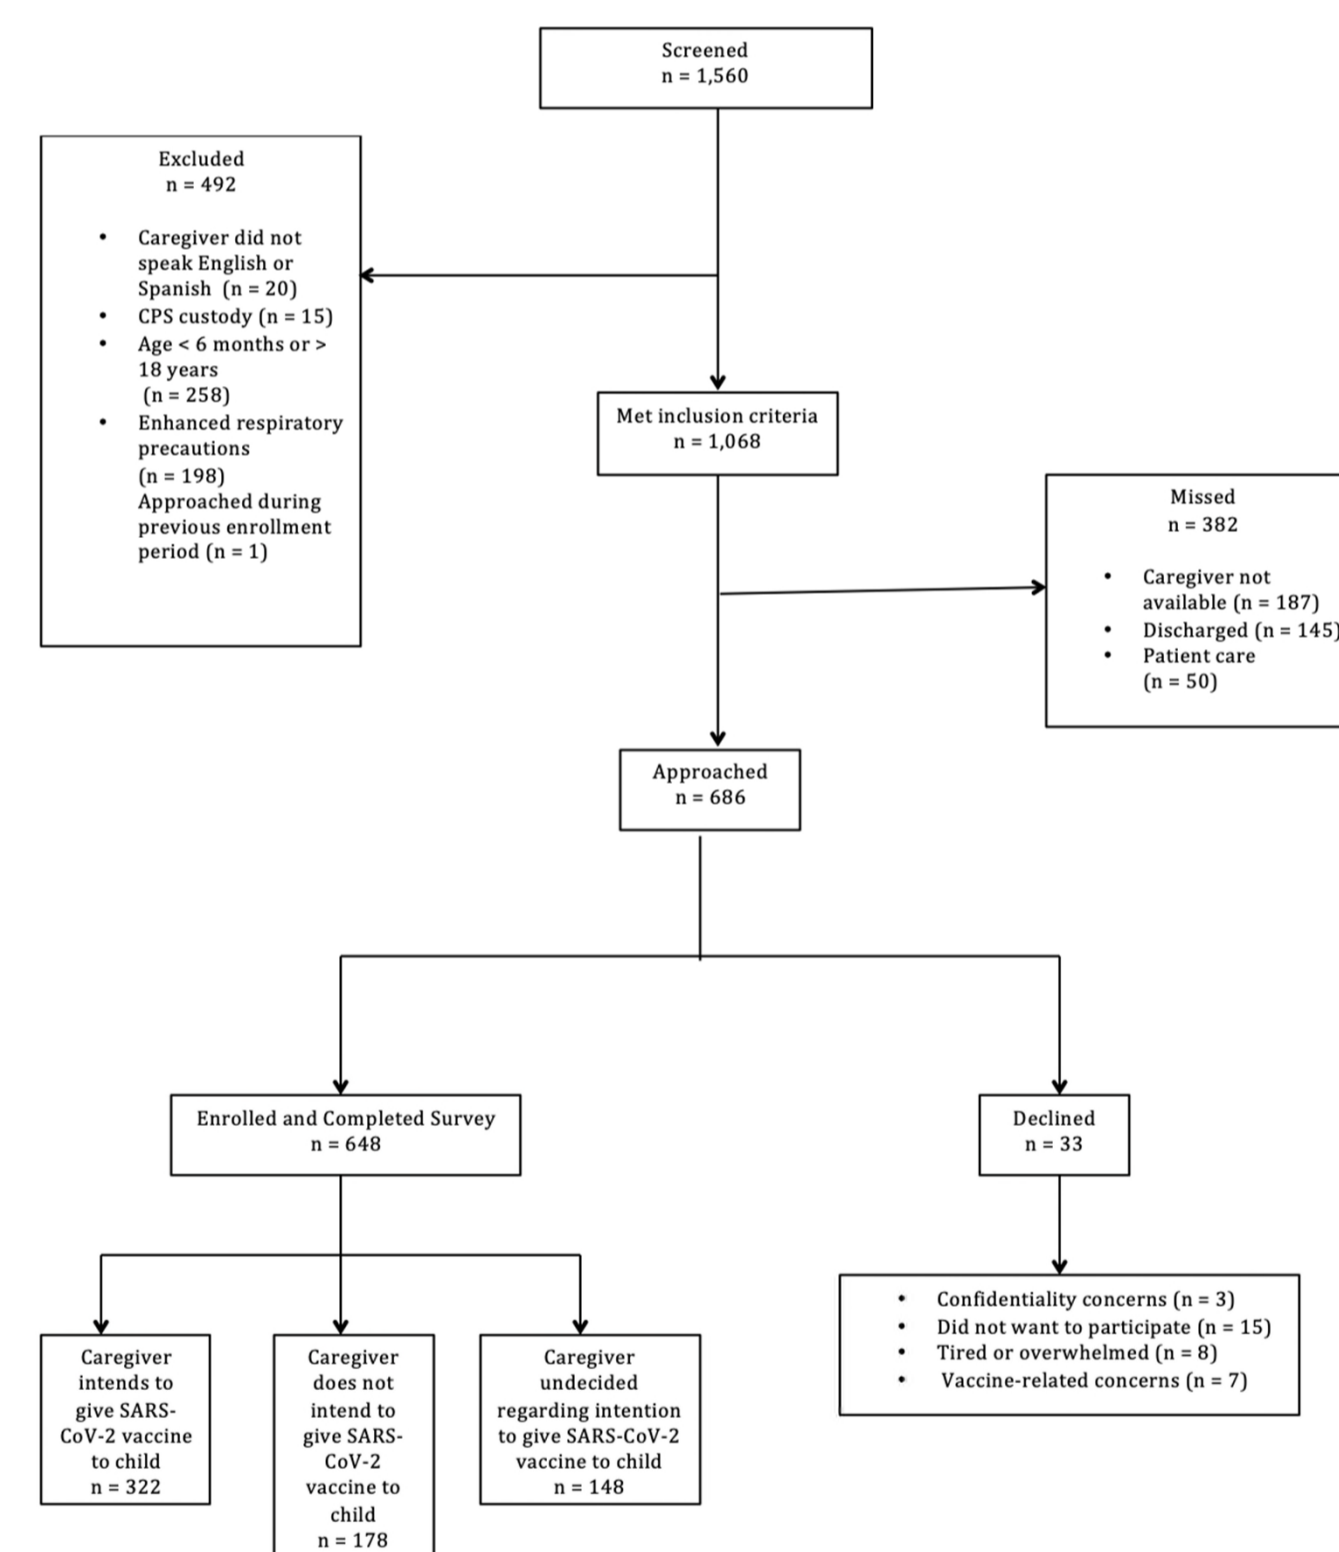 Screened
n = 1,560
Excluded
n = 492
• Caregiver did not
speak English or
Spanish (n = 20)
• CPS custody (n = 15)
• Age < 6 months or >
18 years
(n = 258)
• Enhanced respiratory
precautions
(n = 198)
Approached during
previous enrollment
period (n = 1)
Met inclusion criteria
n = 1,068
Missed
n = 382
• Caregiver not
available (n = 187)
• Discharged (n = 145)
• Patient care
(n = 50)
Approached
n = 686
Enrolled and Completed Survey
n = 648
Declined
n = 33
• Confidentiality concerns (n = 3)
• Did not want to participate (n = 15)
• Tired or overwhelmed (n = 8)
• Vaccine-related concerns (n = 7)
Caregiver
intends to
give SARS-
CoV-2 vaccine
to child
n = 322
Caregiver
does not
intend to
give SARS-
CoV-2
vaccine to
child
n = 178
Caregiver
undecided
regarding intention
to give SARS-CoV-2
vaccine to child
n = 148